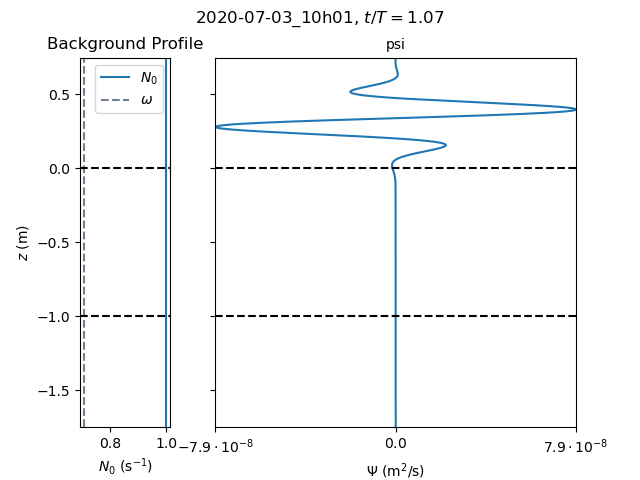 2020-07-03_10h01, t/T = 1.07
Background Profile
psi
N₀
ω
0.5
0.0
−0.5
−1.0
−1.5
z (m)
0.8
1.0
N₀ (s⁻¹)
−7.9 · 10⁻⁸
0.0
7.9 · 10⁻⁸
Ψ (m²/s)